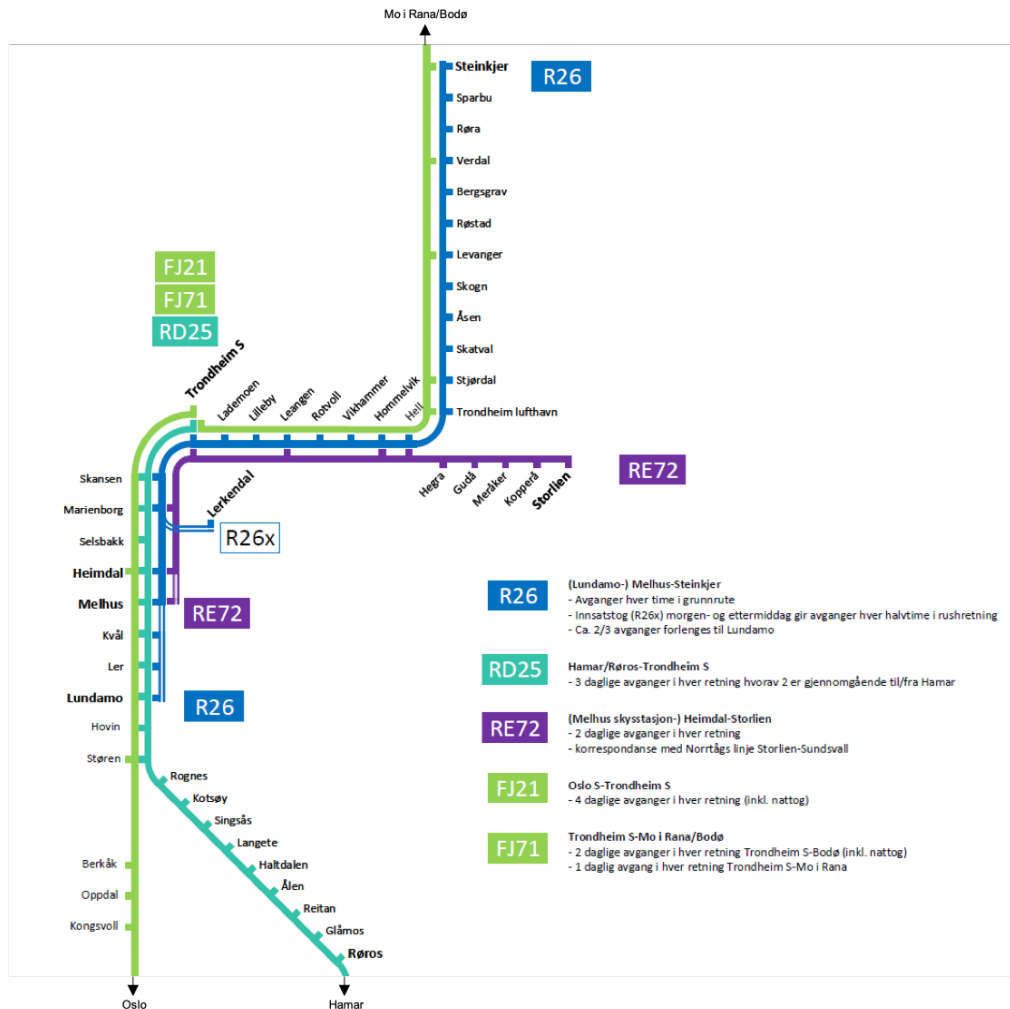 Mo i Rana/Bodø
Steinkjer
R26
Sparbu
Røra
Verdal
Bergsgrav
Røstad
Levanger
Skogn
Åsen
Skatval
Stjørdal
Trondheim lufthavn
FJ21
FJ71
RD25
Trondheim S
Lademoen
Lilleby
Leangen
Rotvoll
Vikhammer
Hommelvik
Hell
Hegra
Gudå
Meråker
Kopperå
Storlien
RE72
Skansen
Marienborg
Selsbakk
Heimdal
Melhus
Kvål
Ler
Lundamo
Hovin
Støren
Berkåk
Oppdal
Kongsvoll
Oslo
Lerkendal
R26x
RE72
R26
Rognes
Kotsøy
Singsås
Langete
Haltdalen
Ålen
Reitan
Glåmos
Røros
Hamar
R26
(Lundamo-) Melhus-Steinkjer
- Avganger hver time i grunnrute
- Innsatstog (R26x) morgen- og ettermiddag gir avganger hver halvtime i rushretning
- Ca. 2/3 avganger forlenges til Lundamo
RD25
Hamar/Røros-Trondheim S
- 3 daglige avganger i hver retning hvorav 2 er gjennomgående til/fra Hamar
RE72
(Melhus skysstasjon-) Heimdal-Storlien
- 2 daglige avganger i hver retning
- korrespondanse med Norrtågs linje Storlien-Sundsvall
FJ21
Oslo S-Trondheim S
- 4 daglige avganger i hver retning (inkl. nattog)
FJ71
Trondheim S-Mo i Rana/Bodø
- 2 daglige avganger i hver retning Trondheim S-Bodø (inkl. nattog)
- 1 daglig avgang i hver retning Trondheim S-Mo i Rana